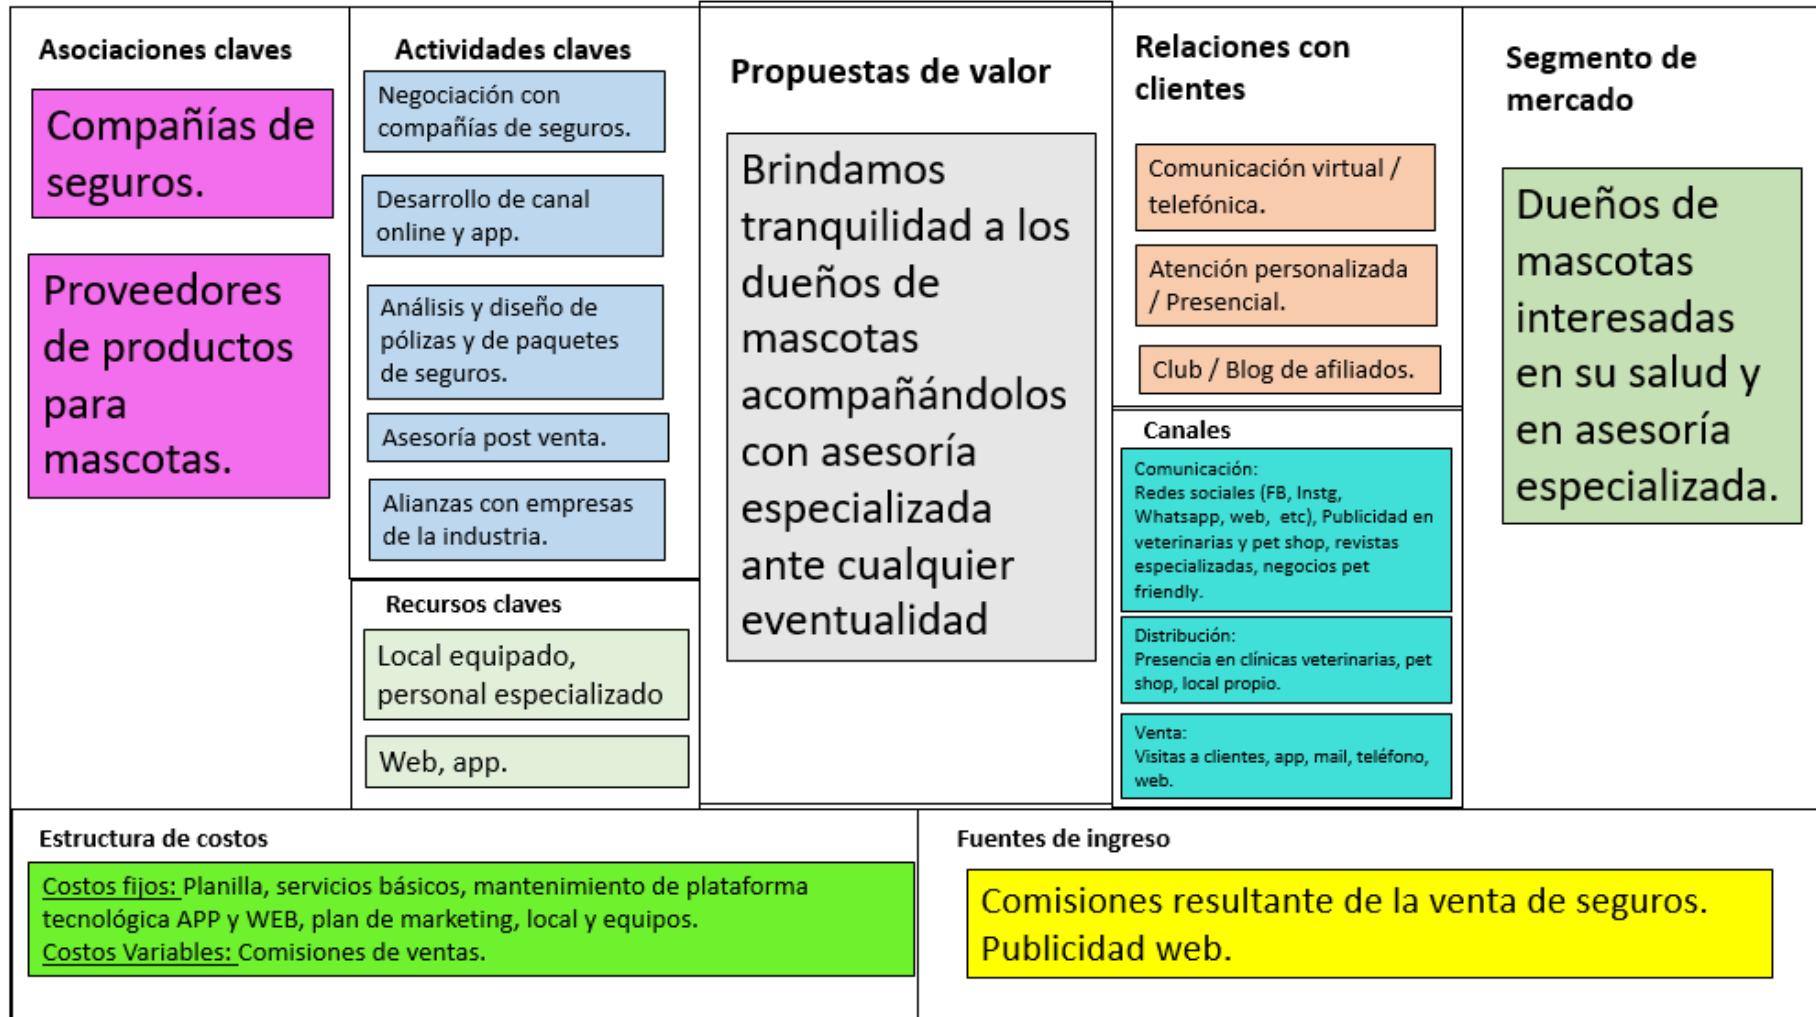 Asociaciones claves
Compañías de
seguros.
Proveedores
de productos
para
mascotas.
Actividades claves
Negociación con
compañías de seguros.
Desarrollo de canal
online y app.
Análisis y diseño de
pólizas y de paquetes
de seguros.
Asesoría post venta.
Alianzas con empresas
de la industria.
Recursos claves
Local equipado,
personal especializado
Web, app.
Propuestas de valor
Brindamos
tranquilidad a los
dueños de
mascotas
acompañándolos
con asesoría
especializada
ante cualquier
eventualidad
Relaciones con
clientes
Comunicación virtual /
telefónica.
Atención personalizada
/ Presencial.
Club / Blog de afiliados.
Canales
Comunicación:
Redes sociales (FB, Instg,
Whatsapp, web, etc), Publicidad en
veterinarias y pet shop, revistas
especializadas, negocios pet
friendly.
Distribución:
Presencia en clínicas veterinarias, pet
shop, local propio.
Venta:
Visitas a clientes, app, mail, teléfono,
web.
Segmento de
mercado
Dueños de
mascotas
interesadas
en su salud y
en asesoría
especializada.
Estructura de costos
Costos fijos: Planilla, servicios básicos, mantenimiento de plataforma
tecnológica APP y WEB, plan de marketing, local y equipos.
Costos Variables: Comisiones de ventas.
Fuentes de ingreso
Comisiones resultante de la venta de seguros.
Publicidad web.